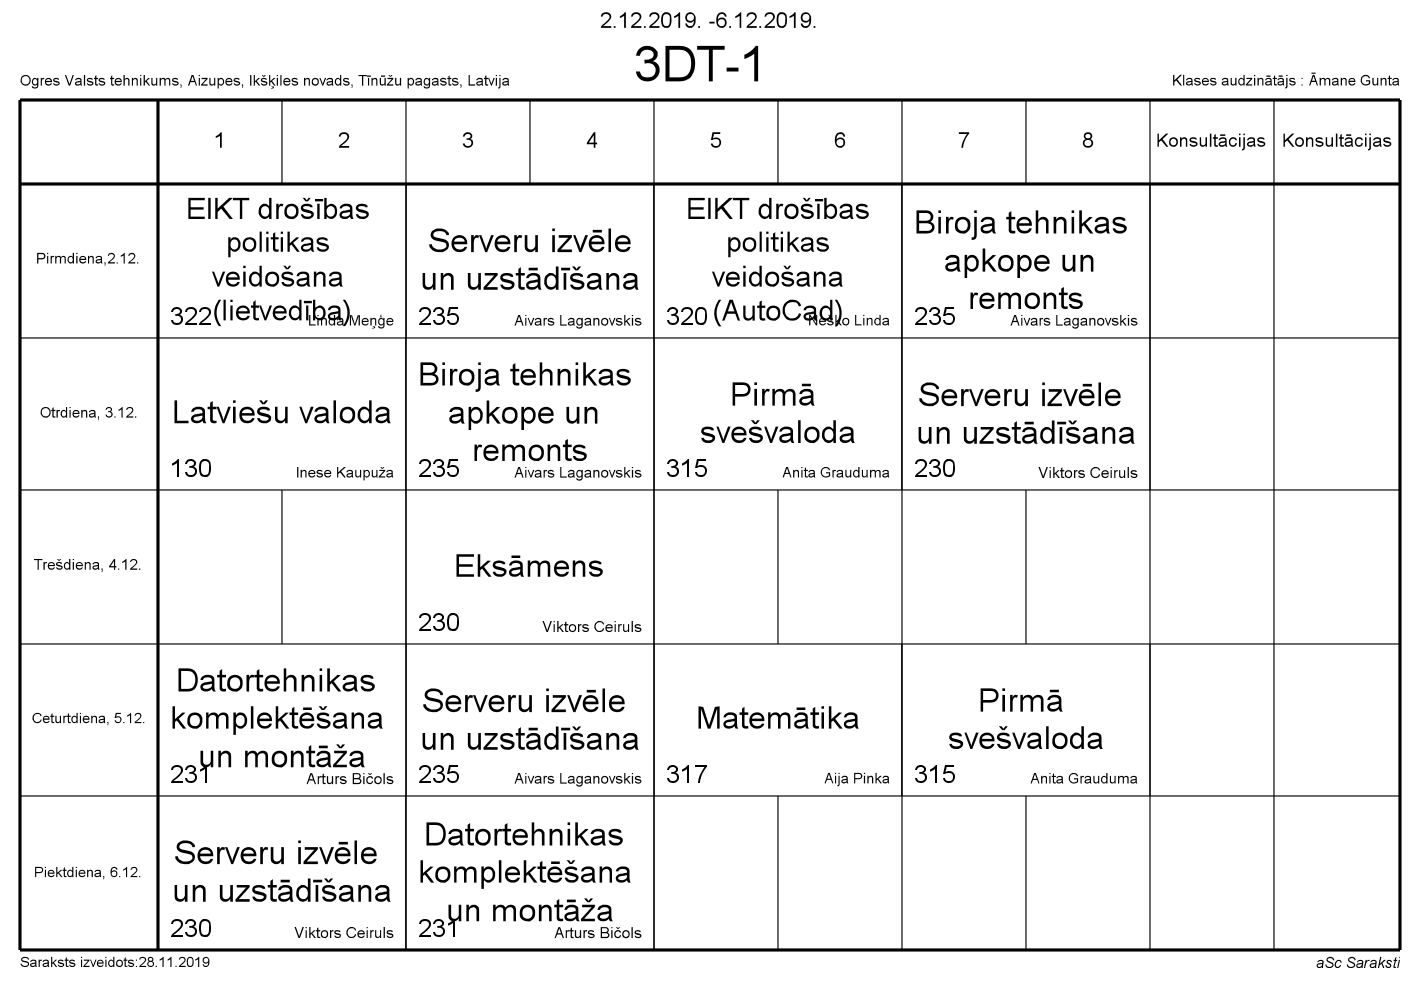 2.12.2019. -6.12.2019.
3DT-1
Ogres Valsts tehnikums, Aizupes, Ikšķiles novads, Tīnūžu pagasts, Latvija
Klases audzinātājs : Āmane Gunta
1 2 3 4 5 6 7 8 Konsultācijas Konsultācijas
Pirmdiena,2.12.
EIKT drošības
politikas
veidošana
(lietvedība)
322 Linda Meņģe
Serveru izvēle
un uzstādīšana
235 Aivars Laganovskis
EIKT drošības
politikas
veidošana
(AutoCad)
320 Neško Linda
Biroja tehnikas
apkope un
remonts
235 Aivars Laganovskis
Otrdiena, 3.12.
Latviešu valoda
130 Inese Kaupuža
Biroja tehnikas
apkope un
remonts
235 Aivars Laganovskis
Pirmā
svešvaloda
315 Anita Grauduma
Serveru izvēle
un uzstādīšana
230 Viktors Ceiruls
Trešdiena, 4.12.
Eksāmens
230 Viktors Ceiruls
Ceturtdiena, 5.12.
Datortehnikas
komplektēšana
un montāža
231 Arturs Bičols
Serveru izvēle
un uzstādīšana
235 Aivars Laganovskis
Matemātika
317 Aija Pinka
Pirmā
svešvaloda
315 Anita Grauduma
Piektdiena, 6.12.
Serveru izvēle
un uzstādīšana
230 Viktors Ceiruls
Datortehnikas
komplektēšana
un montāža
231 Arturs Bičols
Saraksts izveidots:28.11.2019
aSc Saraksti